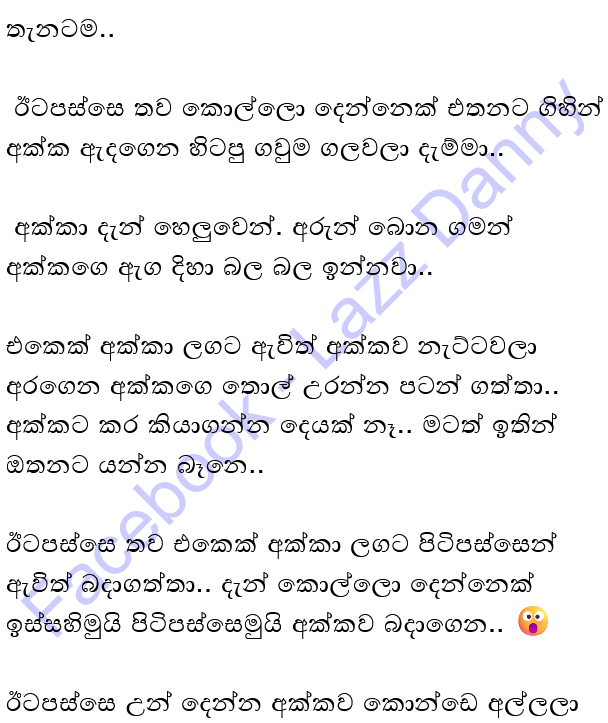 තැනටම..
ඊටපස්සෙ තව කොල්ලො දෙන්නෙක් එතනට ගිහින්
අක්ක ඇදගෙන හිටපු ගවුම ගලවලා දැම්මා..
අක්කා දැන් හෙලුවෙන්. අරුන් බොන ගමන්
අක්කගෙ ඇග දිහා බල බල ඉන්නවා..
එකෙක් අක්කා ලගට ඇවිත් අක්කව නැට්ටවලා
අරගෙන අක්කගෙ තොල් උරන්න පටන් ගත්තා..
අක්කට කර කියාගන්න දෙයක් නෑ.. මටත් ඉතින්
ඔතනට යන්න බෑනෙ..
ඊටපස්සෙ තව එකෙක් අක්කා ලගට පිටිපස්සෙන්
ඇවිත් බදාගත්තා.. දැන් කොල්ලො දෙන්නෙක්
ඉස්සහිමුයි පිටිපස්සෙමුයි අක්කව බදාගෙන.. 😲
ඊටපස්සෙ උන් දෙන්න අක්කව කොන්ඩෙ අල්ලලා
Facebook - Lazz Danny